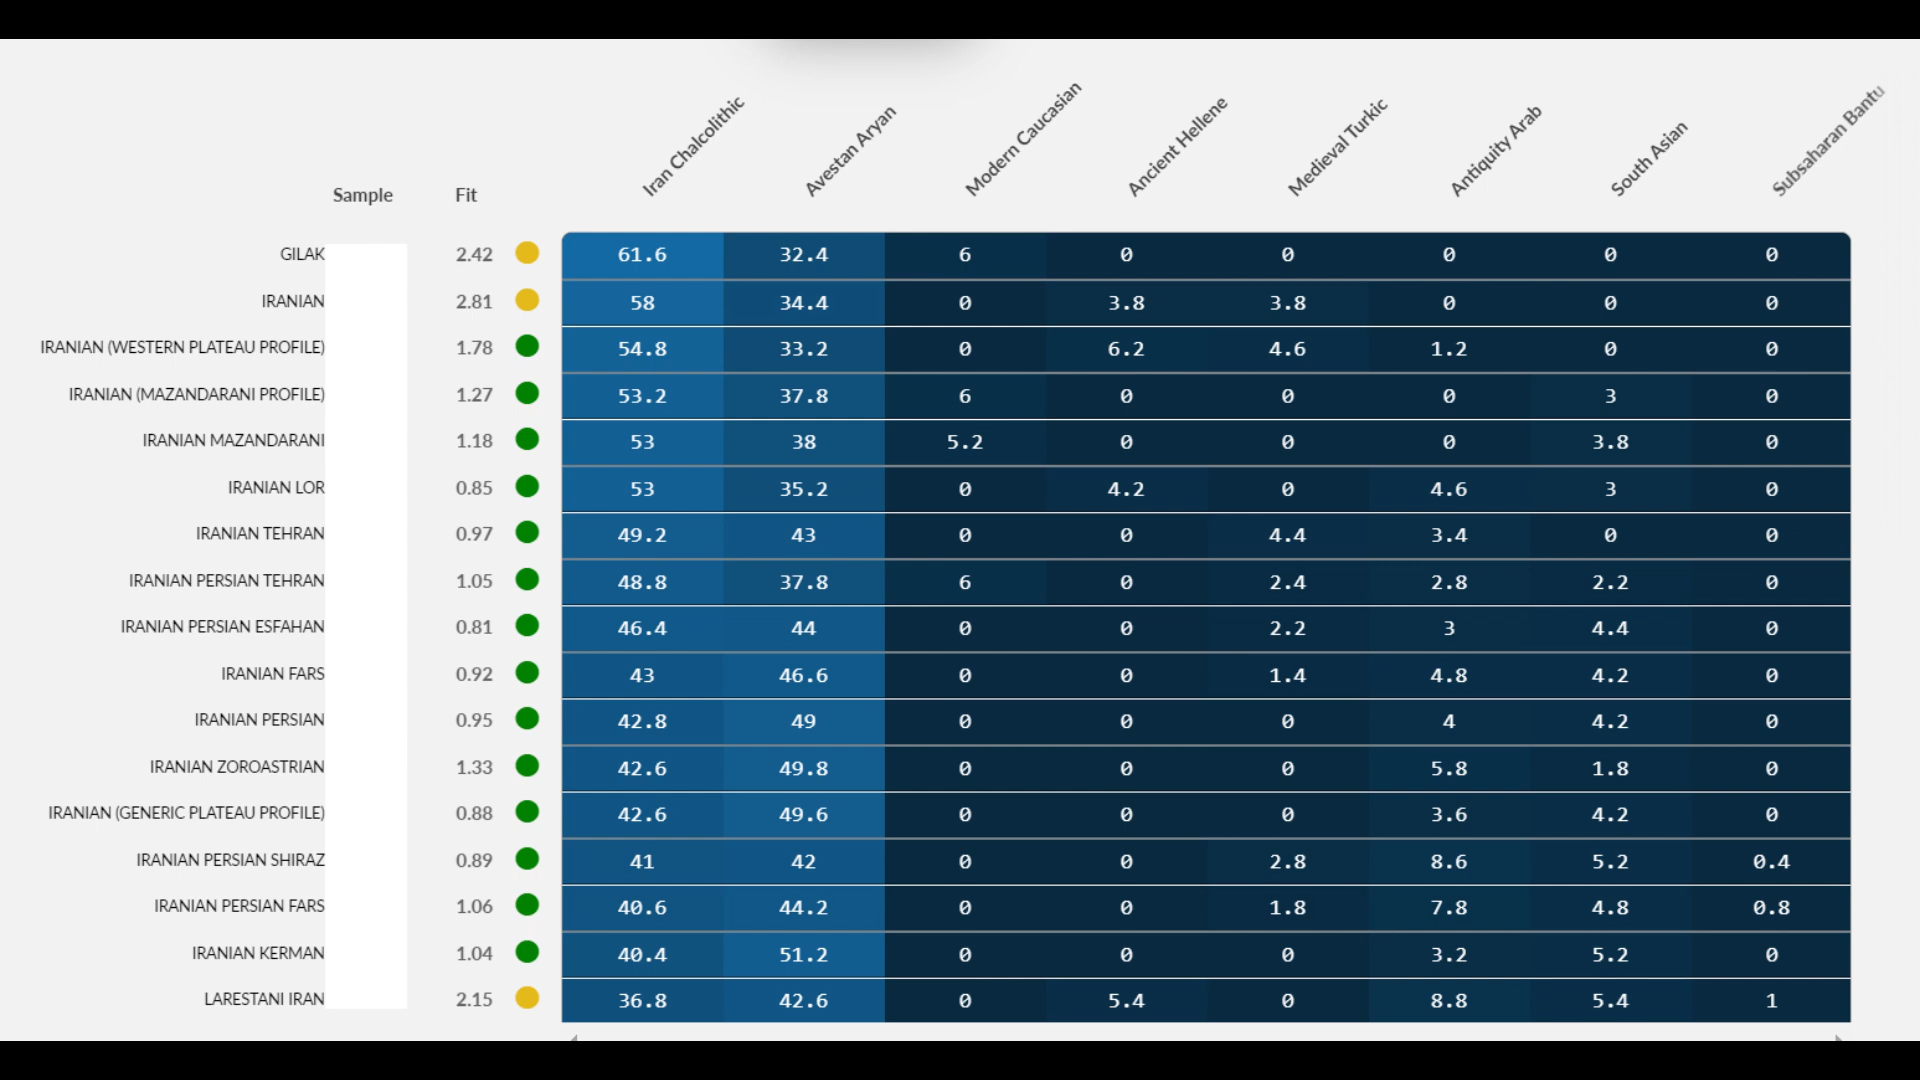 Sample Fit Iran Chalcolithic Avestan Aryan Modern Caucasian Ancient Hellene Medieval Turkic Antiquity Arab South Asian Subsaharan Bantu
GILAK 2.42 61.6 32.4 6 0 0 0 0 0
IRANIAN 2.81 58 34.4 0 3.8 3.8 0 0 0
IRANIAN (WESTERN PLATEAU PROFILE) 1.78 54.8 33.2 0 6.2 4.6 1.2 0 0
IRANIAN (MAZANDARANI PROFILE) 1.27 53.2 37.8 6 0 0 0 3 0
IRANIAN MAZANDARANI 1.18 53 38 5.2 0 0 0 3.8 0
IRANIAN LOR 0.85 53 35.2 0 4.2 0 4.6 3 0
IRANIAN TEHRAN 0.97 49.2 43 0 0 4.4 3.4 0 0
IRANIAN PERSIAN TEHRAN 1.05 48.8 37.8 6 0 2.4 2.8 2.2 0
IRANIAN PERSIAN ESFAHAN 0.81 46.4 44 0 0 2.2 3 4.4 0
IRANIAN FARS 0.92 43 46.6 0 0 1.4 4.8 4.2 0
IRANIAN PERSIAN 0.95 42.8 49 0 0 0 4 4.2 0
IRANIAN ZOROASTRIAN 1.33 42.6 49.8 0 0 0 5.8 1.8 0
IRANIAN (GENERIC PLATEAU PROFILE) 0.88 42.6 49.6 0 0 0 3.6 4.2 0
IRANIAN PERSIAN SHIRAZ 0.89 41 42 0 0 2.8 8.6 5.2 0.4
IRANIAN PERSIAN FARS 1.06 40.6 44.2 0 0 1.8 7.8 4.8 0.8
IRANIAN KERMAN 1.04 40.4 51.2 0 0 0 3.2 5.2 0
LARESTANI IRAN 2.15 36.8 42.6 0 5.4 0 8.8 5.4 1